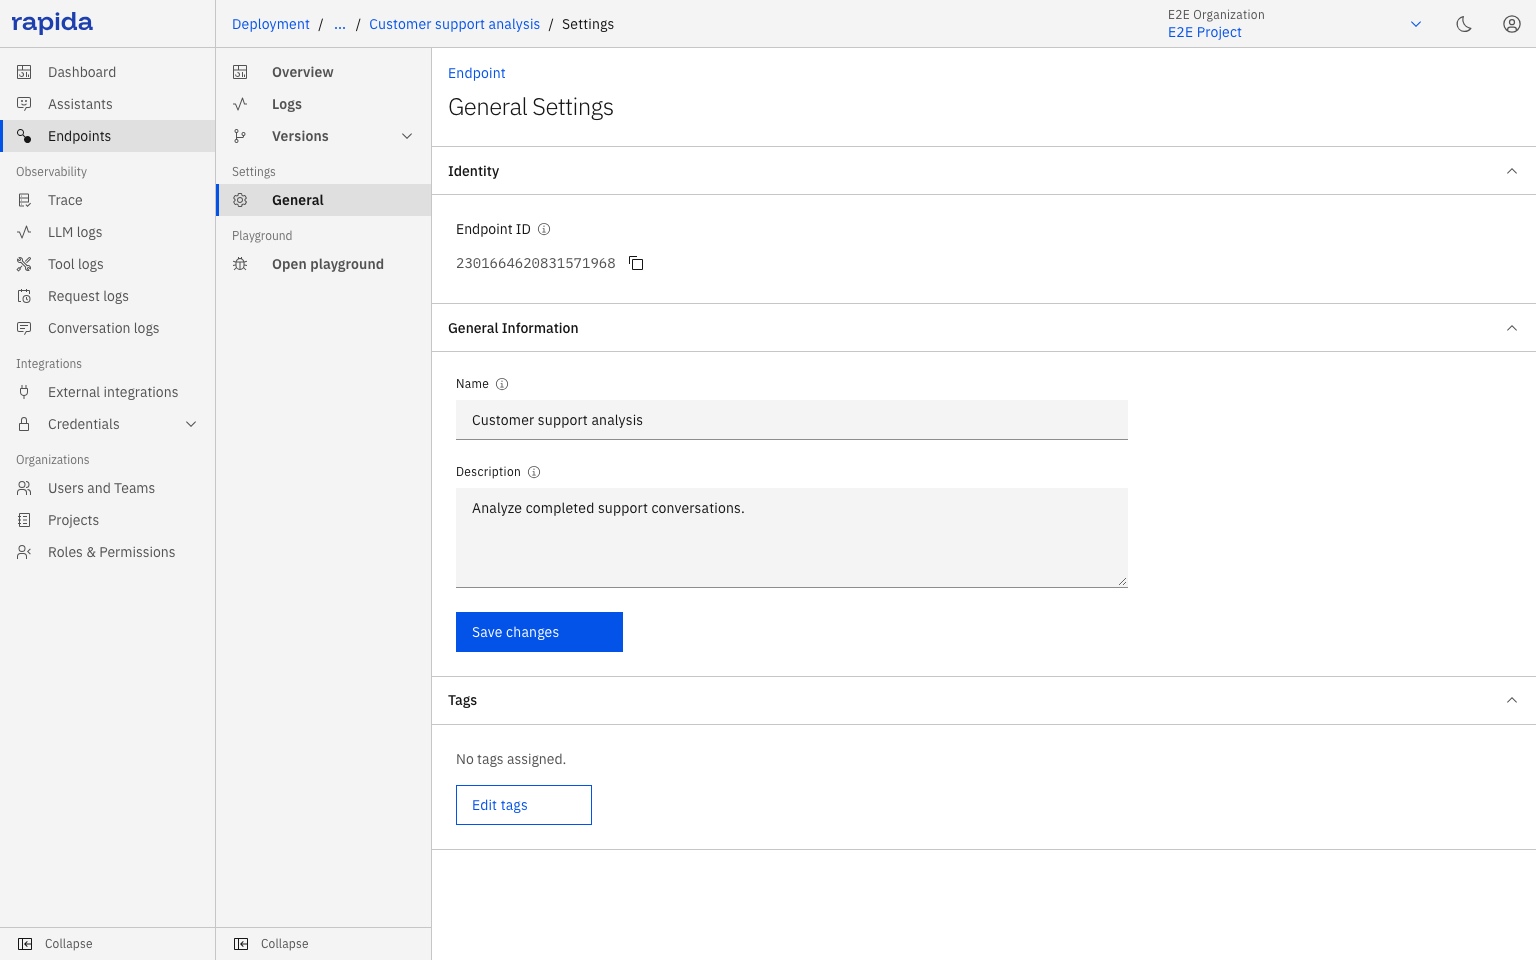 rapida
Deployment / ... / Customer support analysis / Settings
E2E Organization
E2E Project
Dashboard
Assistants
Endpoints
Observability
Trace
LLM logs
Tool logs
Request logs
Conversation logs
Integrations
External integrations
Credentials
Organizations
Users and Teams
Projects
Roles & Permissions
Collapse
Overview
Logs
Versions
Settings
General
Playground
Open playground
Collapse
Endpoint
General Settings
Identity
Endpoint ID
2301664620831571968
General Information
Name
Customer support analysis
Description
Analyze completed support conversations.
Save changes
Tags
No tags assigned.
Edit tags